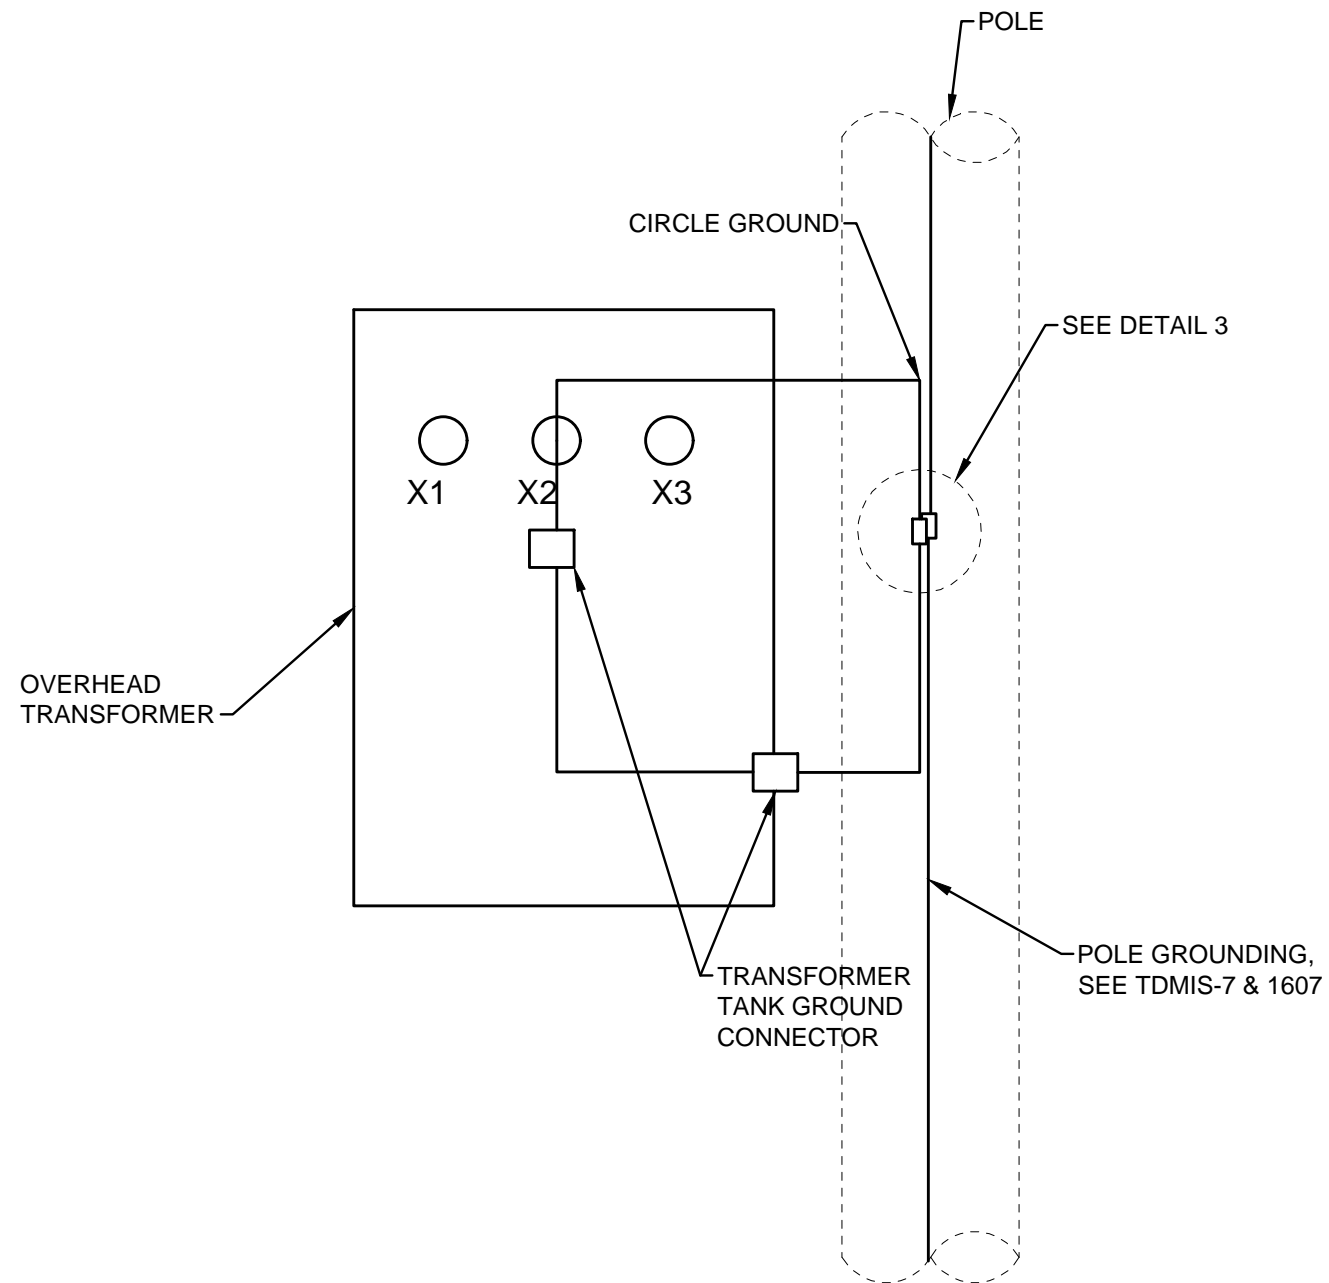 POLE
CIRCLE GROUND
SEE DETAIL 3
X1
X2
X3
OVERHEAD
TRANSFORMER
TRANSFORMER
TANK GROUND
CONNECTOR
POLE GROUNDING,
SEE TDMIS-7 & 1607